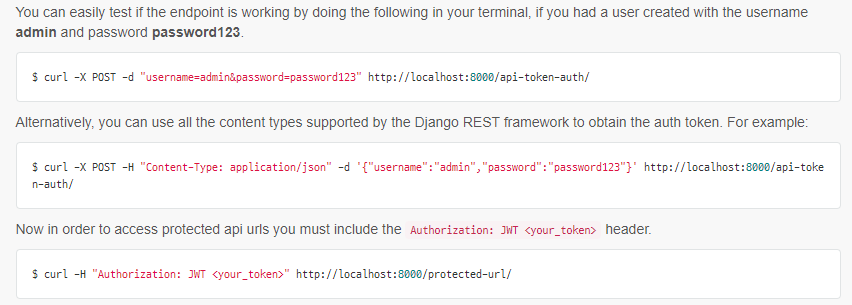 You can easily test if the endpoint is working by doing the following in your terminal, if you had a user created with the username
admin and password password123.
$ curl -X POST -d "username=admin&password=password123" http://localhost:8000/api-token-auth/
Alternatively, you can use all the content types supported by the Django REST framework to obtain the auth token. For example:
$ curl -X POST -H "Content-Type: application/json" -d '{"username":"admin","password":"password123"}' http://localhost:8000/api-toke
n-auth/
Now in order to access protected api urls you must include the Authorization: JWT <your_token> header.
$ curl -H "Authorization: JWT <your_token>" http://localhost:8000/protected-url/